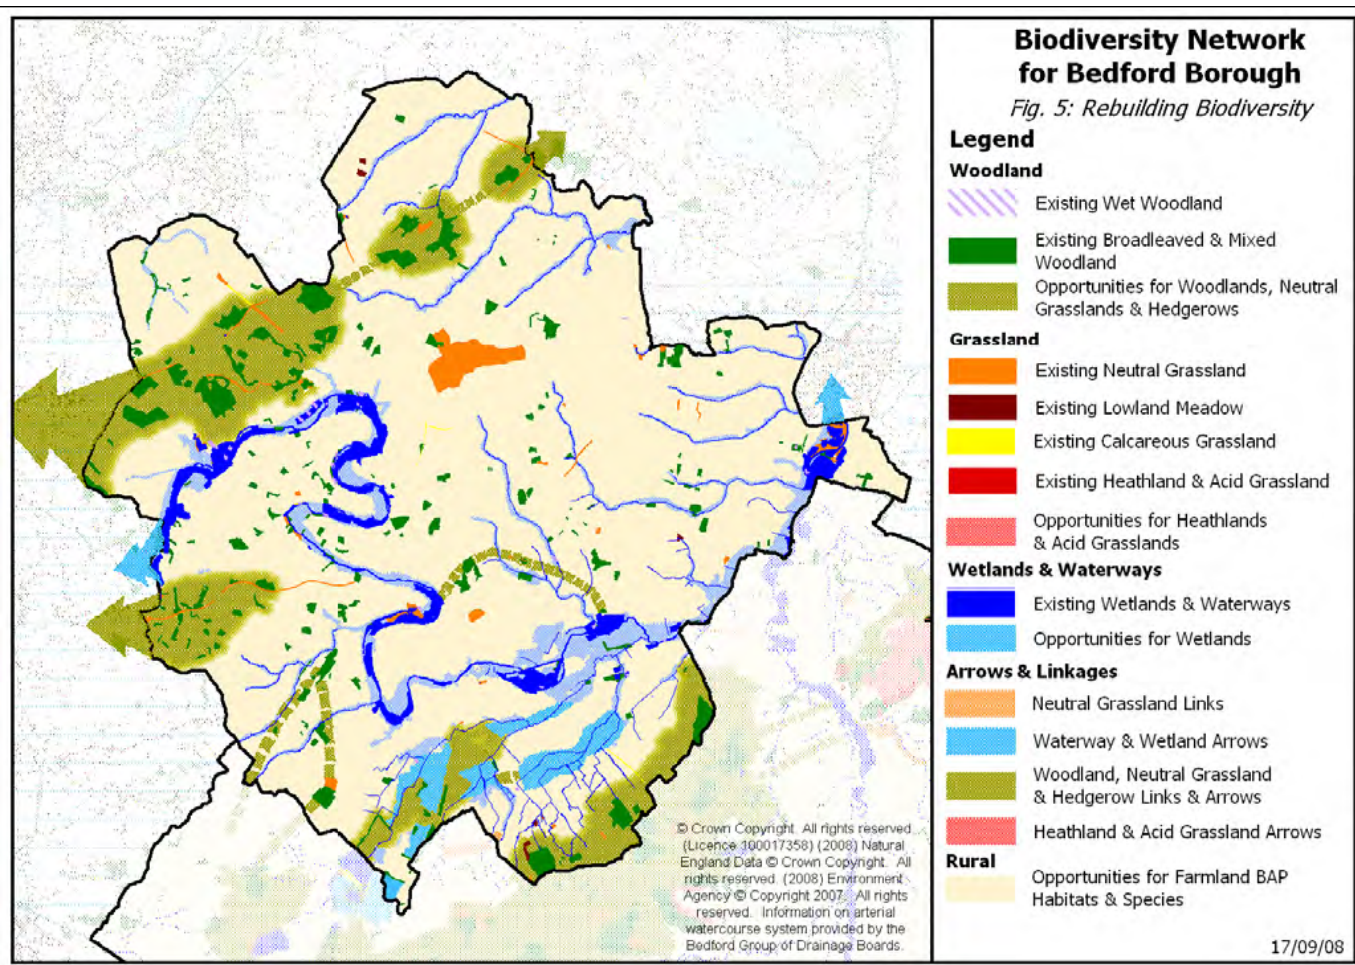 Biodiversity Network
for Bedford Borough
Fig. 5: Rebuilding Biodiversity
Legend
Woodland
Existing Wet Woodland
Existing Broadleaved & Mixed
Woodland
Opportunities for Woodlands, Neutral
Grasslands & Hedgerows
Grassland
Existing Neutral Grassland
Existing Lowland Meadow
Existing Calcareous Grassland
Existing Heathland & Acid Grassland
Opportunities for Heathlands
& Acid Grasslands
Wetlands & Waterways
Existing Wetlands & Waterways
Opportunities for Wetlands
Arrows & Linkages
Neutral Grassland Links
Waterway & Wetland Arrows
Woodland, Neutral Grassland
& Hedgerow Links & Arrows
Heathland & Acid Grassland Arrows
Rural
Opportunities for Farmland BAP
Habitats & Species
17/09/08
© Crown Copyright. All rights reserved.
(Licence 100017358) (2008) Natural
England Data © Crown Copyright. All
rights reserved. (2008) Environment
Agency © Copyright 2007. All rights
reserved. Information on arterial
watercourse system provided by the
Bedford Group of Drainage Boards.